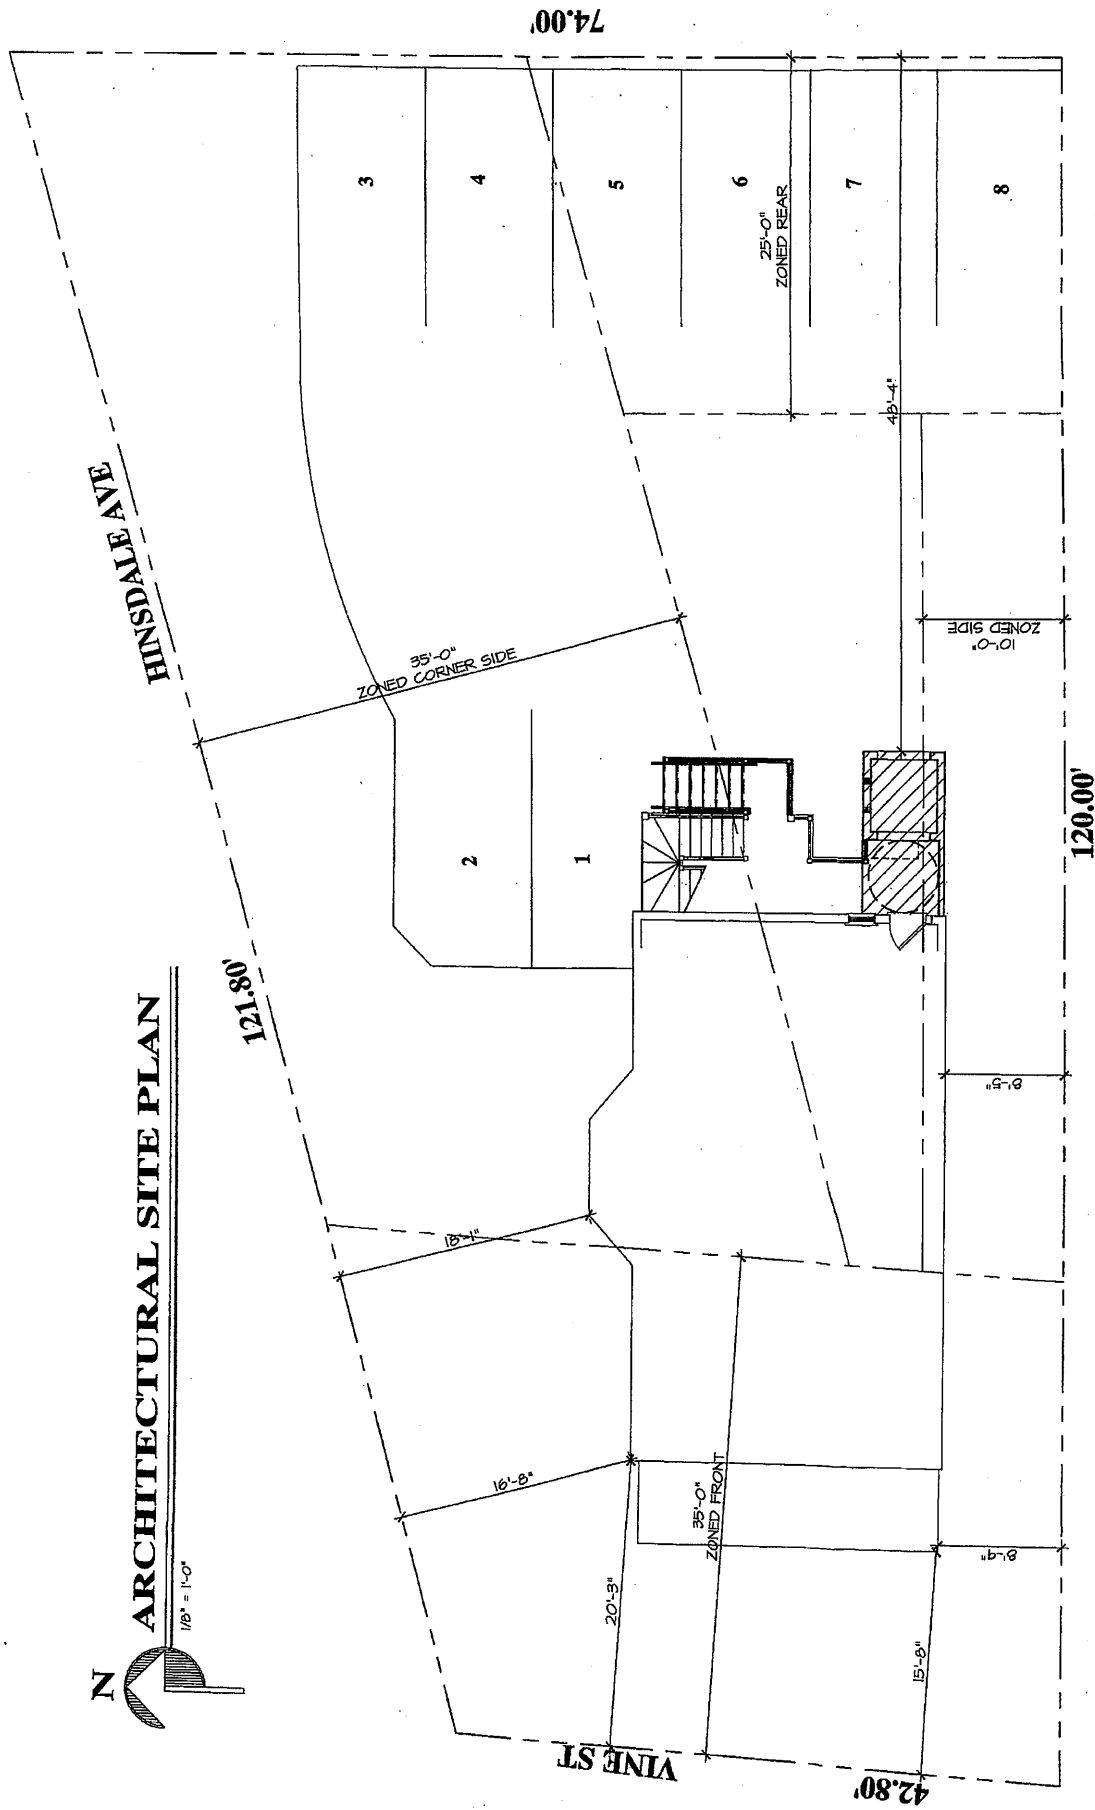 ARCHITECTURAL SITE PLAN
1/8" = 1'-0"
N
HINSDALE AVE
121.80'
VINE ST
42.80'
74.00'
120.00'
20'-3"
16'-8"
18'-1"
35'-0"
ZONED FRONT
15'-8"
8'-9"
8'-5"
35'-0"
ZONED CORNER SIDE
10'-0"
ZONED SIDE
48'-4"
25'-0"
ZONED REAR
2
1
3
4
5
6
7
8